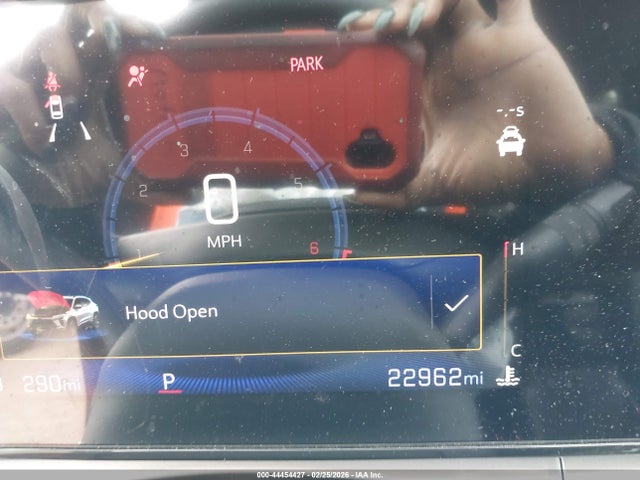 PARK
-.-s
2
3
4
5
6
0
MPH
H
Hood Open
C
290mi
P
22962mi
000-44454427 - 02/25/2026 - IAA Inc.